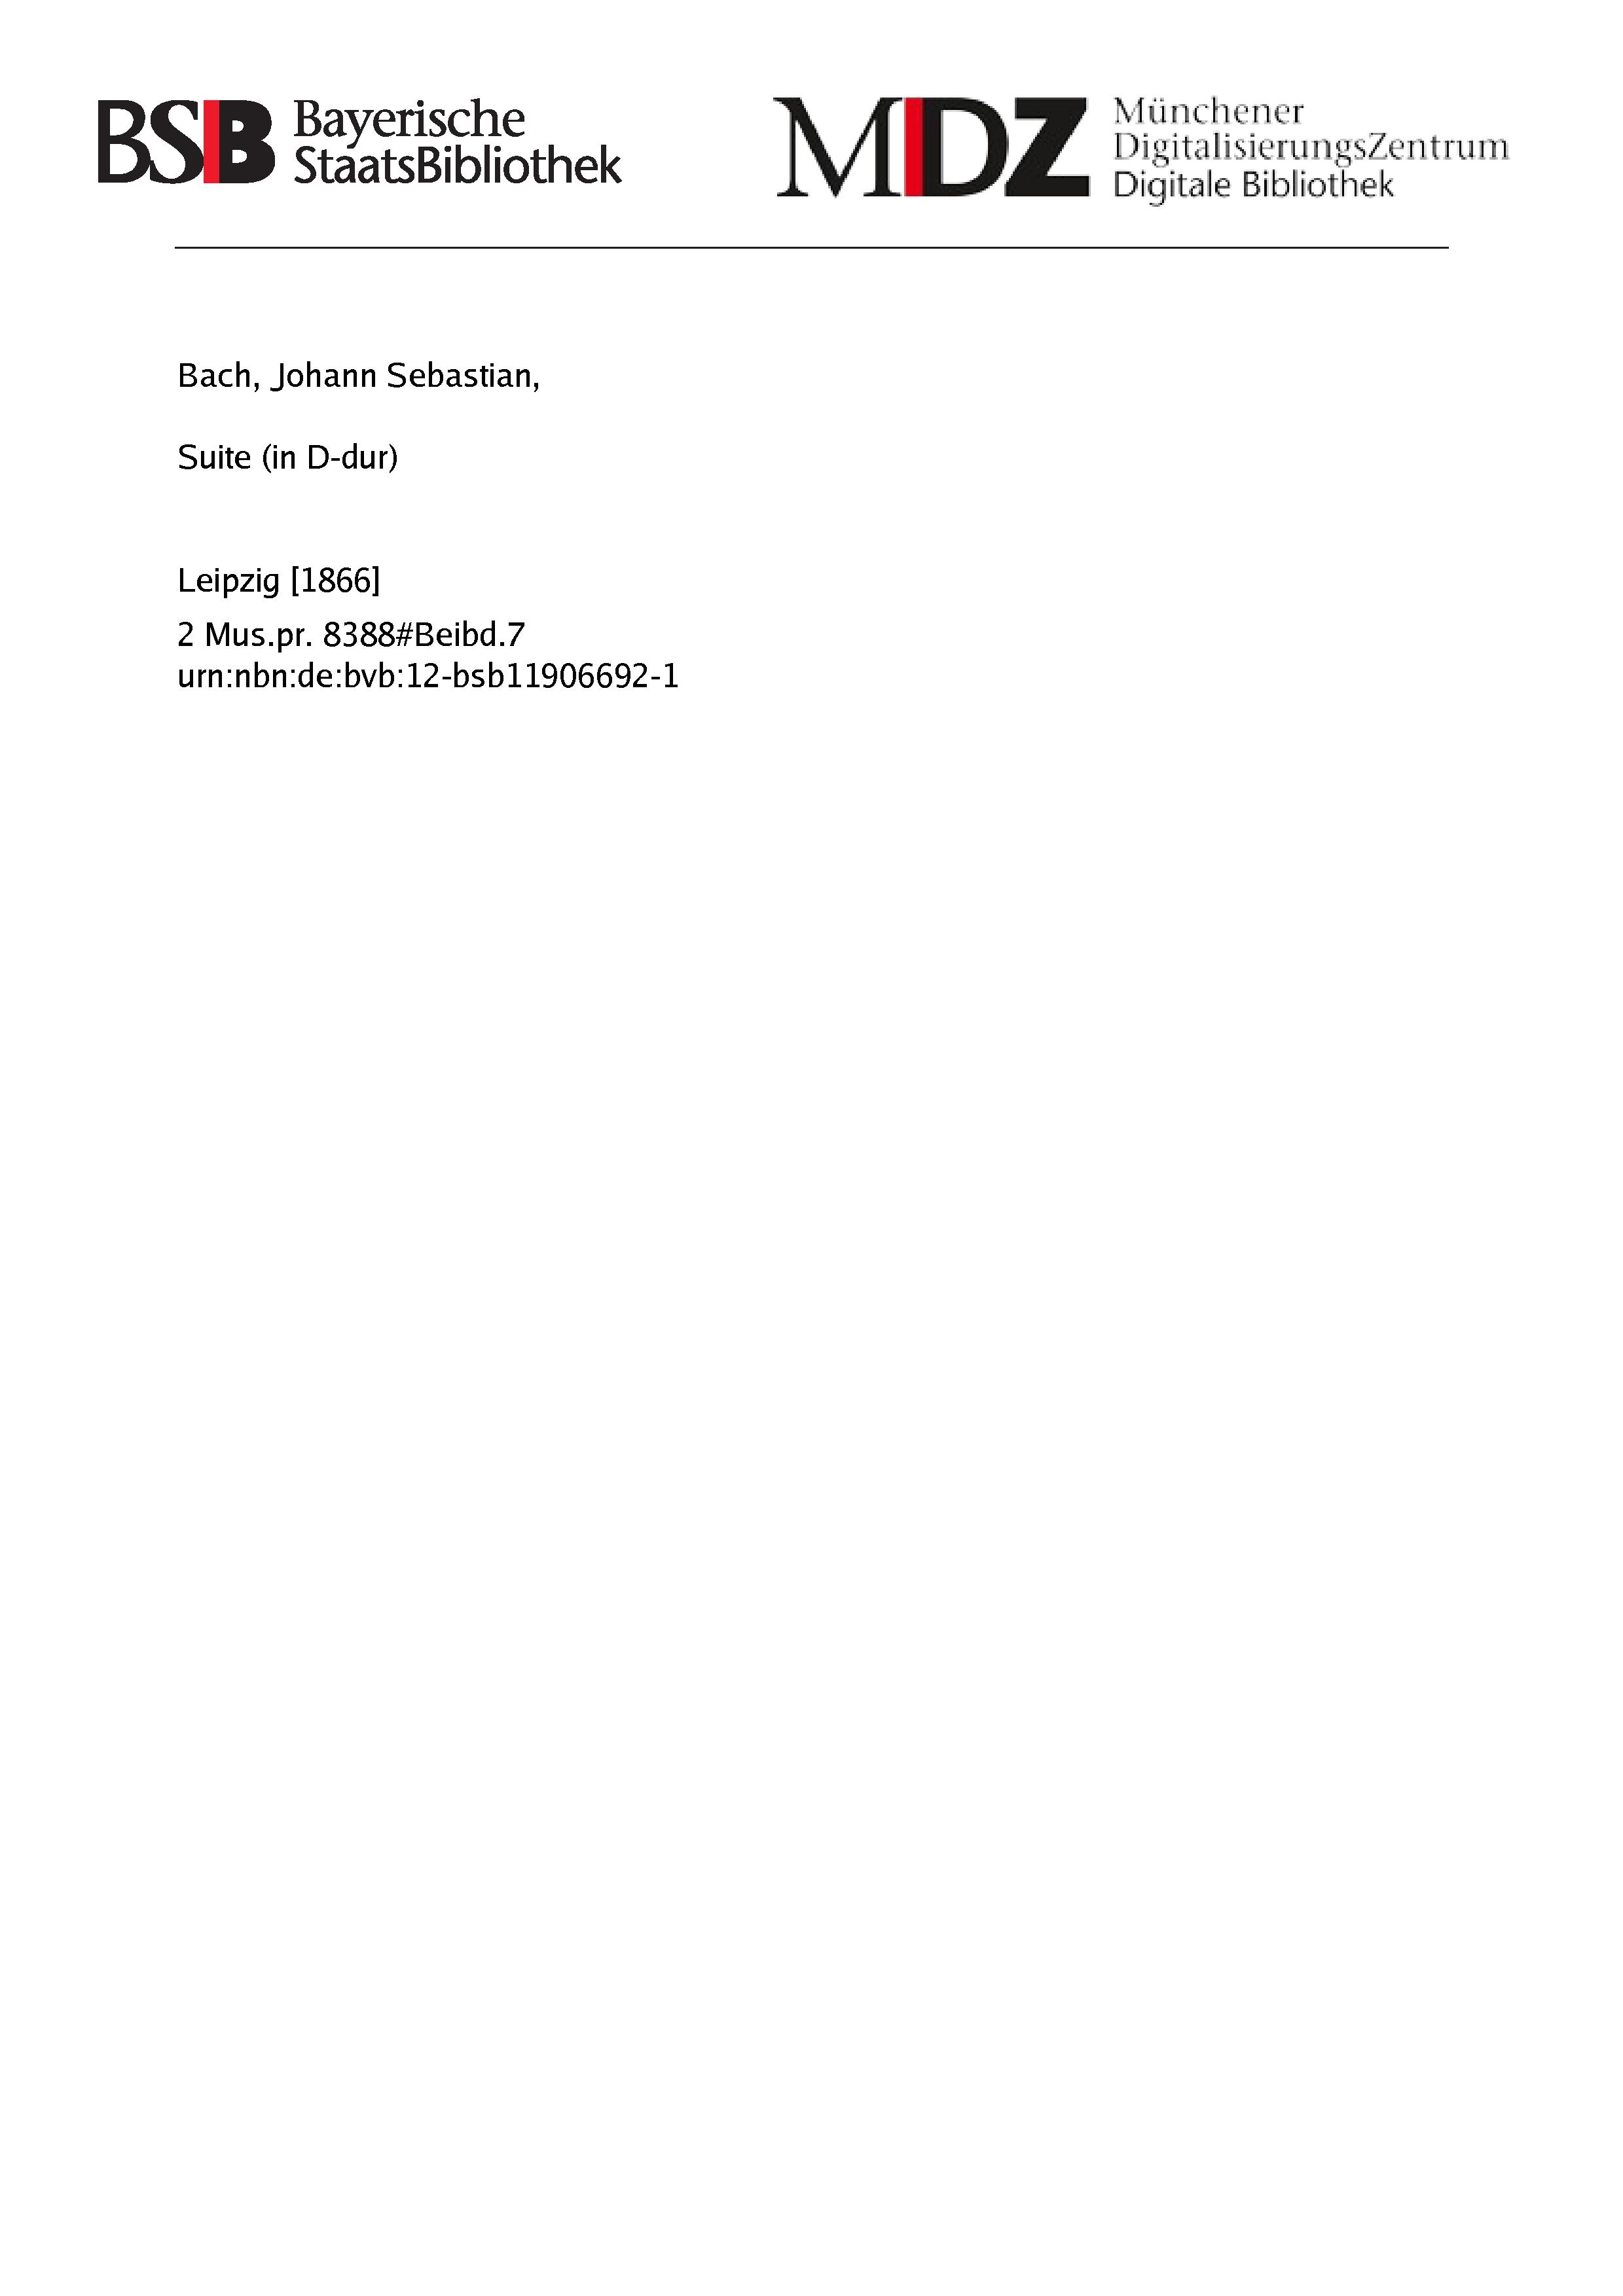 BSB Bayerische
StaatsBibliothek
MDZ Münchener
DigitalisierungsZentrum
Digitale Bibliothek
Bach, Johann Sebastian,
Suite (in D-dur)
Leipzig [1866]
2 Mus.pr. 8388#Beibd.7
urn:nbn:de:bvb:12-bsb11906692-1